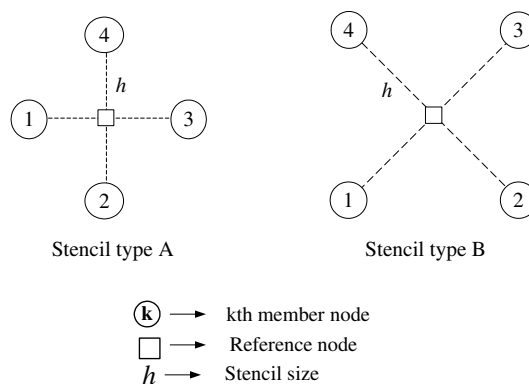 4
h
1
3
2
Stencil type A
4
3
h
1
2
Stencil type B
k kth member node
Reference node
h Stencil size